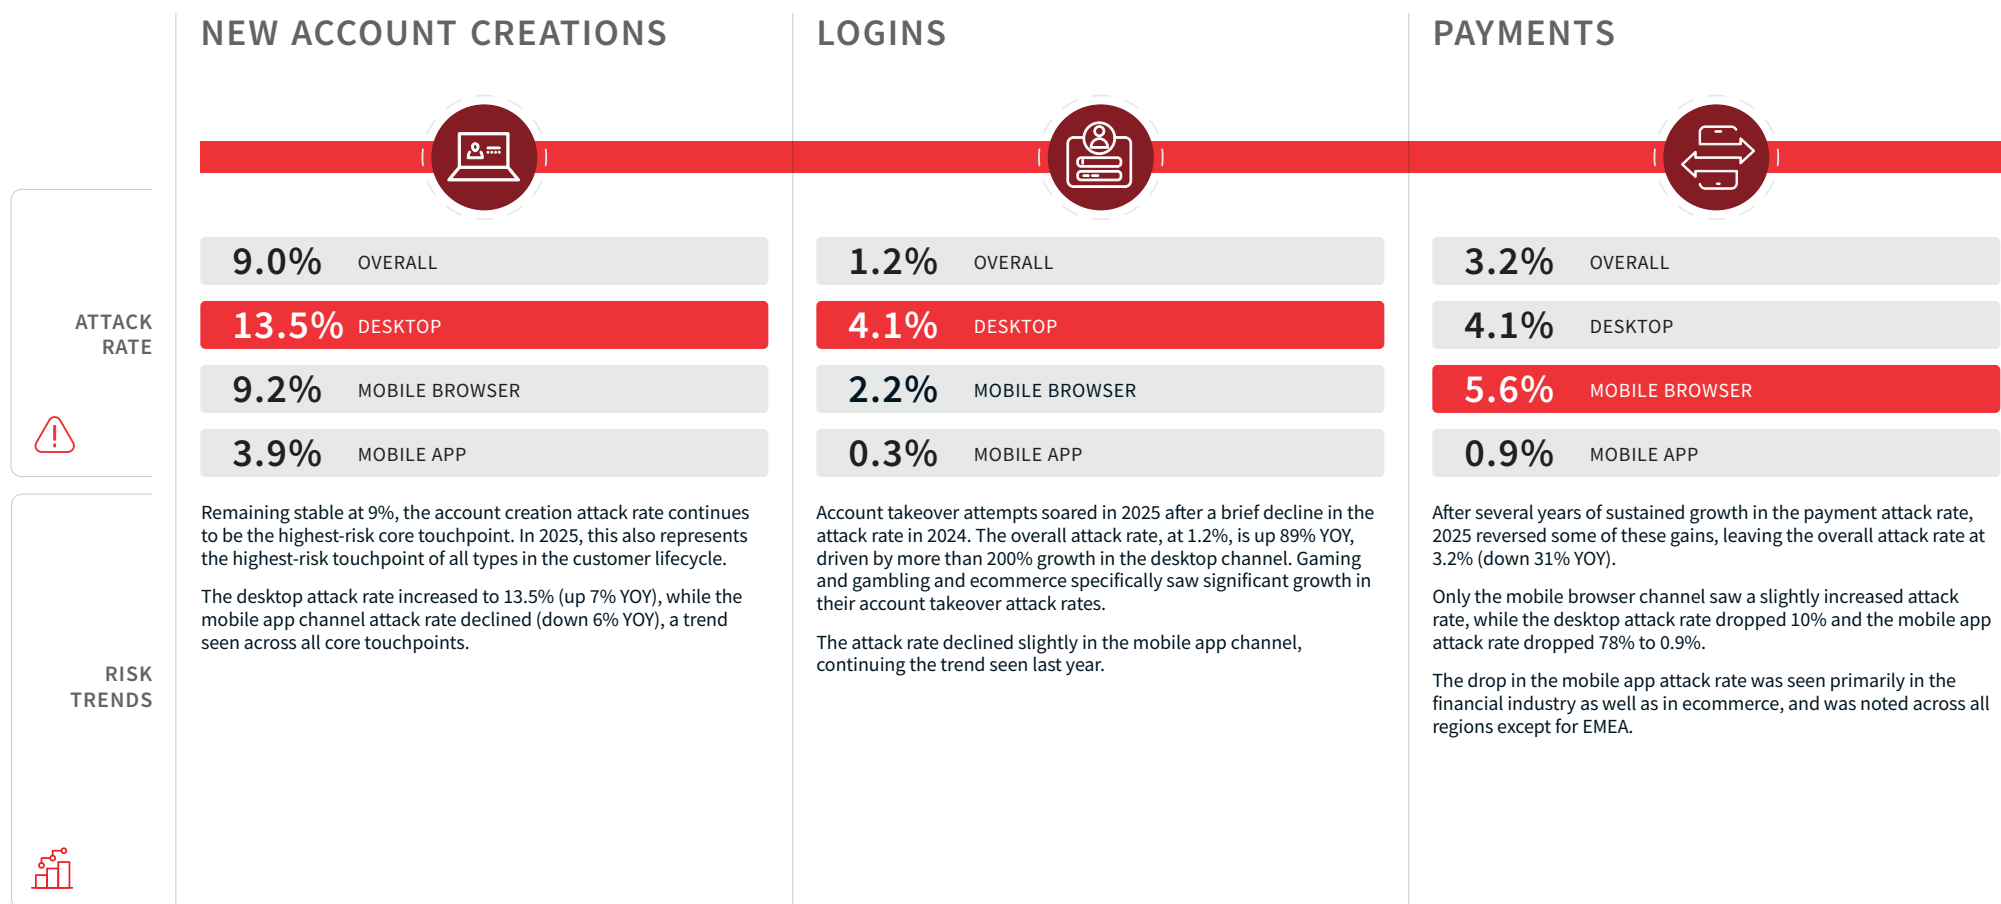 NEW ACCOUNT CREATIONS
LOGINS
PAYMENTS
ATTACK
RATE
9.0% OVERALL
13.5% DESKTOP
9.2% MOBILE BROWSER
3.9% MOBILE APP
1.2% OVERALL
4.1% DESKTOP
2.2% MOBILE BROWSER
0.3% MOBILE APP
3.2% OVERALL
4.1% DESKTOP
5.6% MOBILE BROWSER
0.9% MOBILE APP
RISK
TRENDS
Remaining stable at 9%, the account creation attack rate continues
to be the highest-risk core touchpoint. In 2025, this also represents
the highest-risk touchpoint of all types in the customer lifecycle.
The desktop attack rate increased to 13.5% (up 7% YOY), while the
mobile app channel attack rate declined (down 6% YOY), a trend
seen across all core touchpoints.
Account takeover attempts soared in 2025 after a brief decline in the
attack rate in 2024. The overall attack rate, at 1.2%, is up 89% YOY,
driven by more than 200% growth in the desktop channel. Gaming
and gambling and ecommerce specifically saw significant growth in
their account takeover attack rates.
The attack rate declined slightly in the mobile app channel,
continuing the trend seen last year.
After several years of sustained growth in the payment attack rate,
2025 reversed some of these gains, leaving the overall attack rate at
3.2% (down 31% YOY).
Only the mobile browser channel saw a slightly increased attack
rate, while the desktop attack rate dropped 10% and the mobile app
attack rate dropped 78% to 0.9%.
The drop in the mobile app attack rate was seen primarily in the
financial industry as well as in ecommerce, and was noted across all
regions except for EMEA.